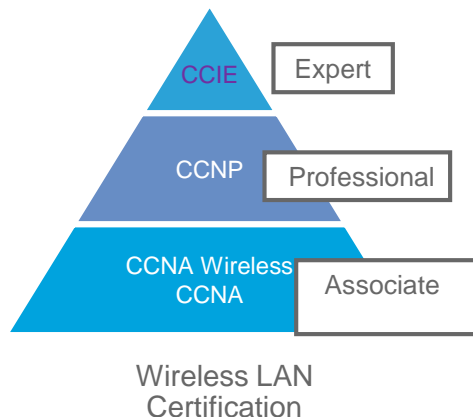 CCIE
Expert
CCNP
Professional
CCNA Wireless
CCNA
Associate
Wireless LAN
Certification